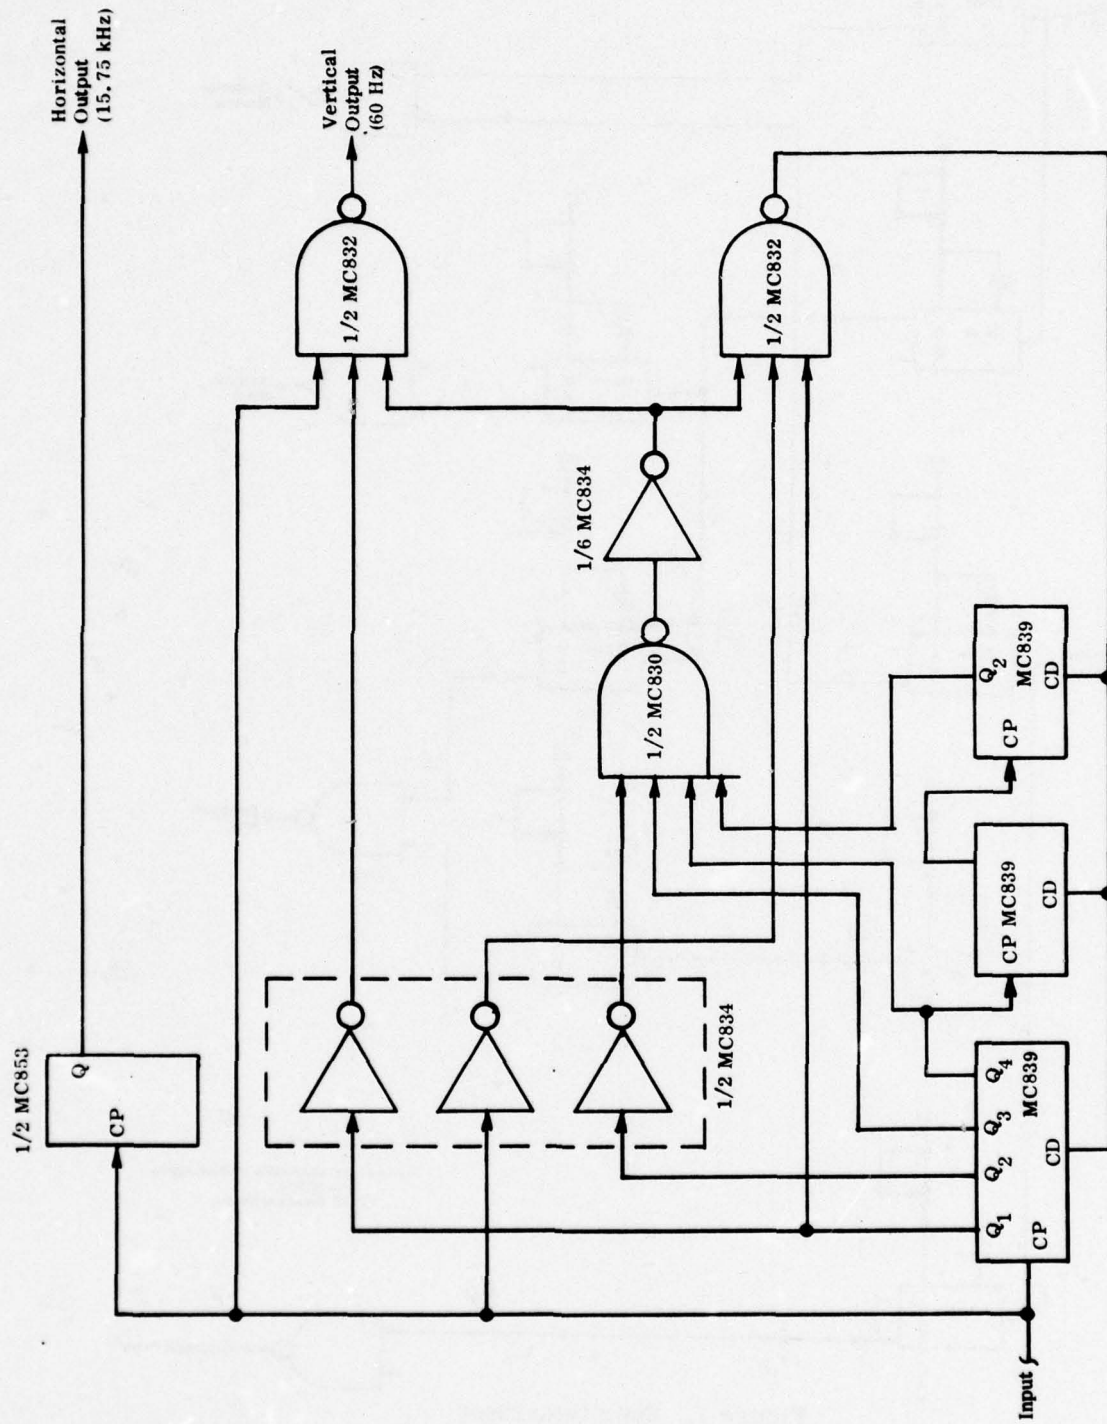 Horizontal
Output
(15.75 kHz)
Vertical
Output
(60 Hz)
1/2 MC853
Q
CP
1/2 MC832
1/6 MC834
1/2 MC832
1/2 MC830
1/2 MC834
Q2
MC839
CP
CD
CP MC839
CD
Q1
Q2
Q3
Q4
MC839
CP
CD
Input